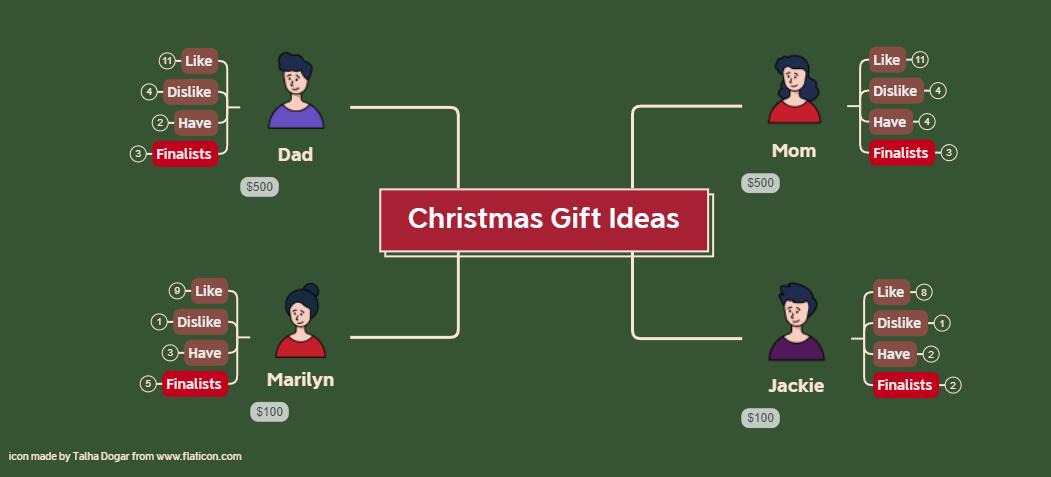 11 Like
4 Dislike
2 Have
3 Finalists
Dad
$500
Like 11
Dislike 4
Have 4
Finalists 3
Mom
$500
Christmas Gift Ideas
9 Like
1 Dislike
3 Have
5 Finalists
Marilyn
$100
Like 8
Dislike 1
Have 2
Finalists 2
Jackie
$100
icon made by Talha Dogar from www.flaticon.com